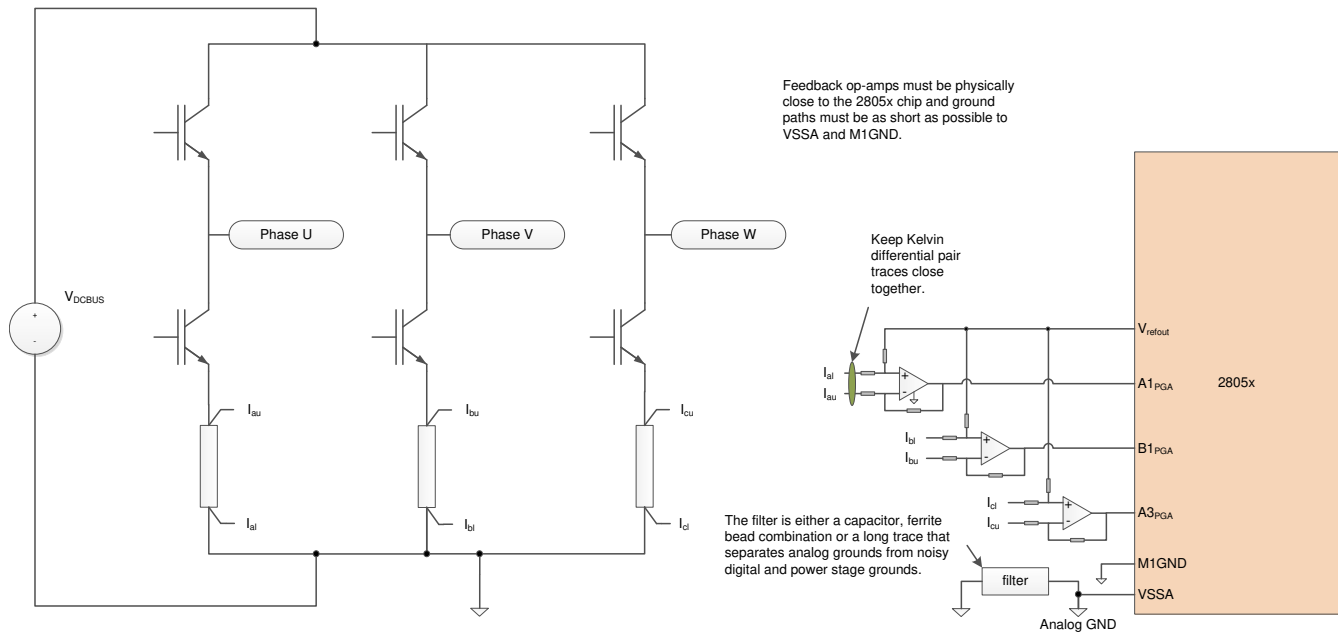 Feedback op-amps must be physically
close to the 2805x chip and ground
paths must be as short as possible to
VSSA and M1GND.
Phase U
Phase V
Phase W
Keep Kelvin
differential pair
traces close
together.
VDCBUS
+
-
Vrefout
Ial
Iau
+
-
A1PGA
2805x
Iau
Ibu
Icu
Ibl
Ibu
+
-
B1PGA
Ial
Ibl
Icl
Icl
Icu
+
-
A3PGA
The filter is either a capacitor, ferrite
bead combination or a long trace that
separates analog grounds from noisy
digital and power stage grounds.
M1GND
filter
VSSA
Analog GND